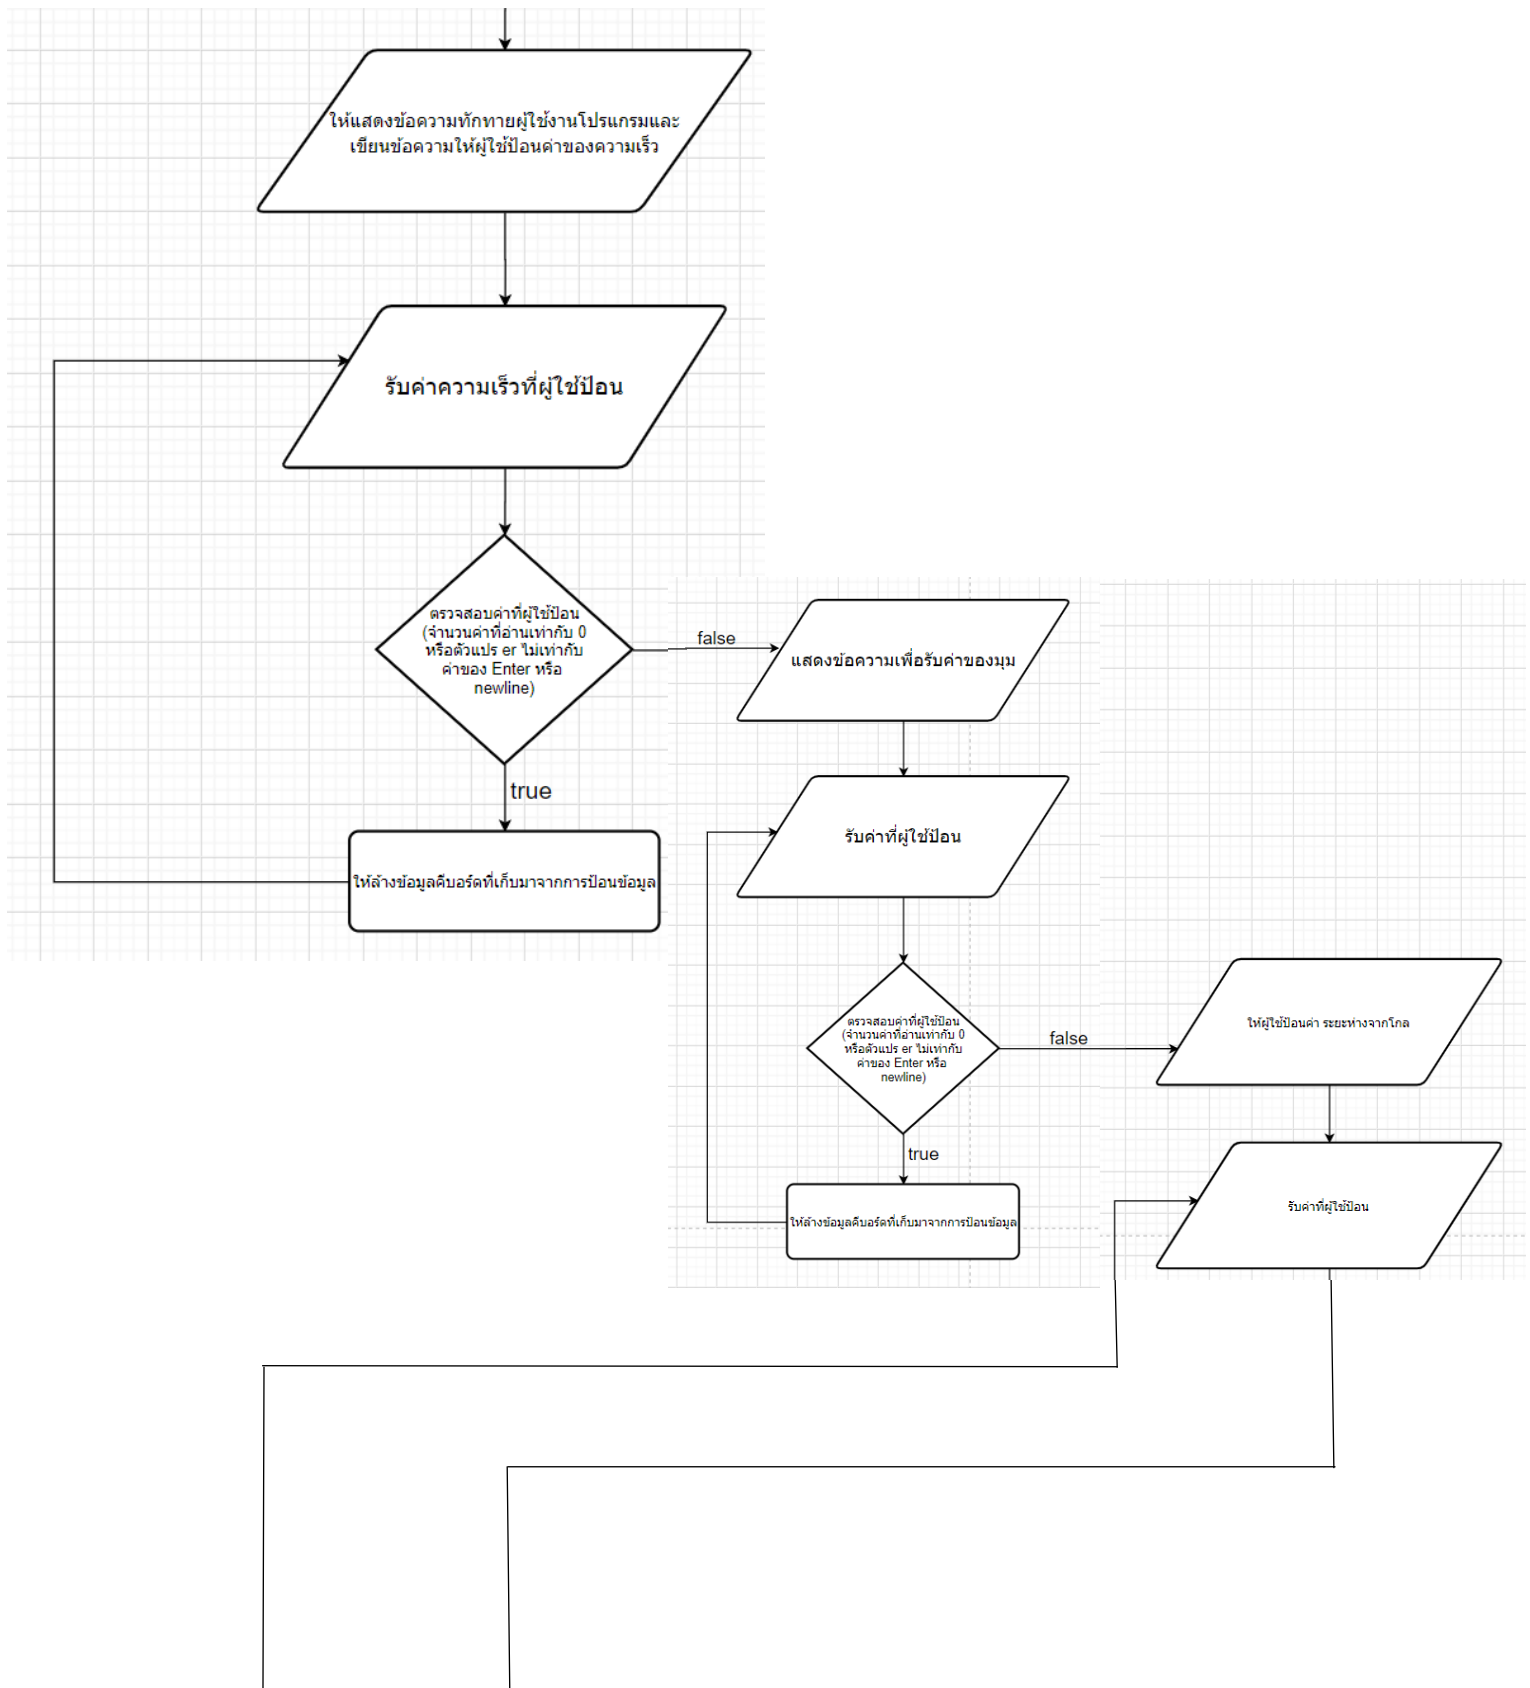 ให้แสดงข้อความทักทายผู้ใช้งานโปรแกรมและ
เขียนข้อความให้ผู้ใช้ป้อนค่าของความเร็ว
รับค่าความเร็วที่ผู้ใช้ป้อน
ตรวจสอบค่าที่ผู้ใช้ป้อน
(จำนวนค่าที่อ่านเท่ากับ 0
หรือตัวแปร er ไม่เท่ากับ
ค่าของ Enter หรือ
newline)
true
ให้ล้างข้อมูลคีบอร์ดที่เก็บมาจากการป้อนข้อมูล
false
แสดงข้อความเพื่อรับค่าของมุม
รับค่าที่ผู้ใช้ป้อน
ตรวจสอบค่าที่ผู้ใช้ป้อน
(จำนวนค่าที่อ่านเท่ากับ 0
หรือตัวแปร er ไม่เท่ากับ
ค่าของ Enter หรือ
newline)
true
ให้ล้างข้อมูลคีบอร์ดที่เก็บมาจากการป้อนข้อมูล
false
ให้ผู้ใช้ป้อนค่า ระยะห่างจากโกล
รับค่าที่ผู้ใช้ป้อน